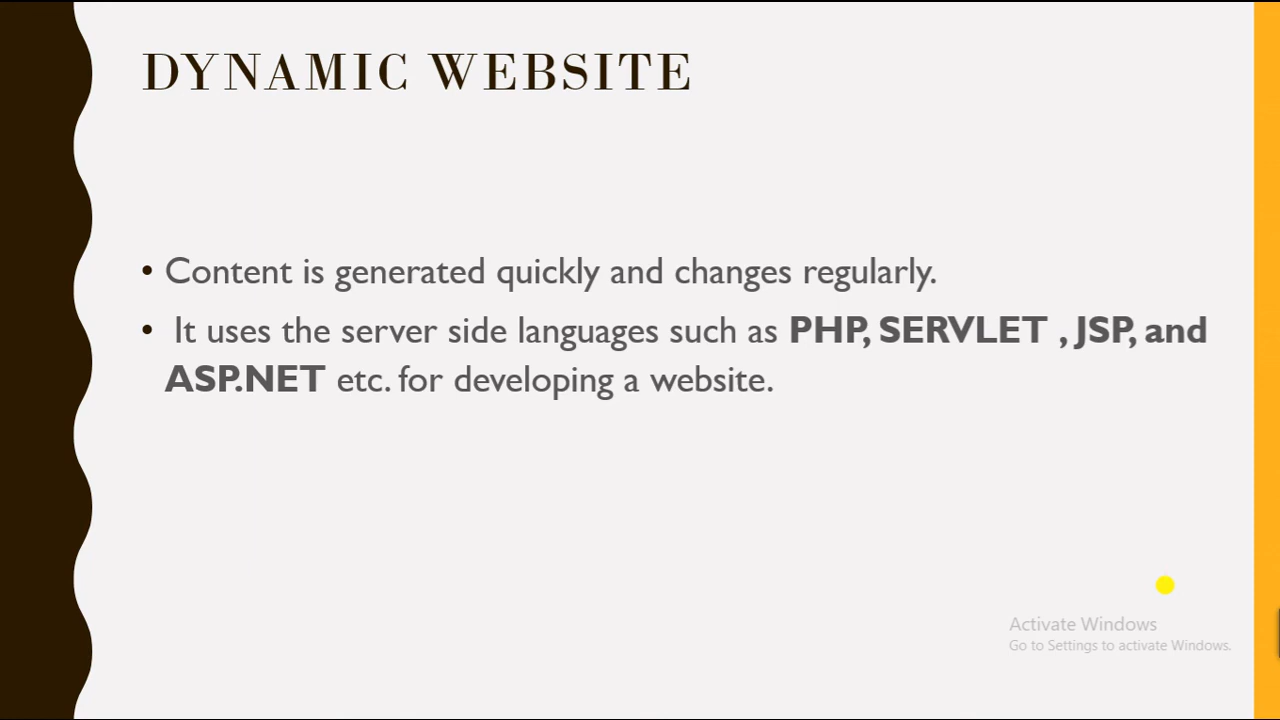 DYNAMIC WEBSITE
• Content is generated quickly and changes regularly.
• It uses the server side languages such as PHP, SERVLET , JSP, and
ASP.NET etc. for developing a website.
Activate Windows
Go to Settings to activate Windows.